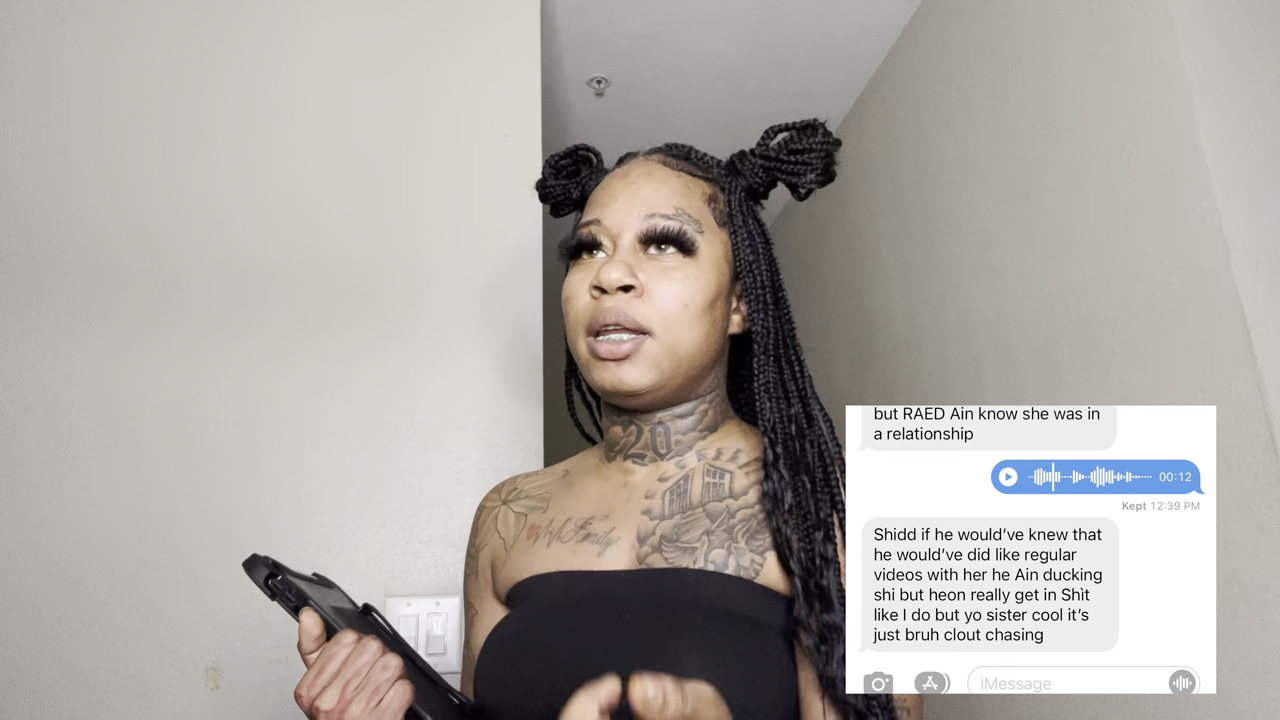 20
but RAED Ain know she was in
a relationship
00:12
Kept 12:39 PM
Shidd if he would've knew that
he would've did like regular
videos with her he Ain ducking
shi but heon really get in Shìt
like I do but yo sister cool it's
just bruh clout chasing
iMessage